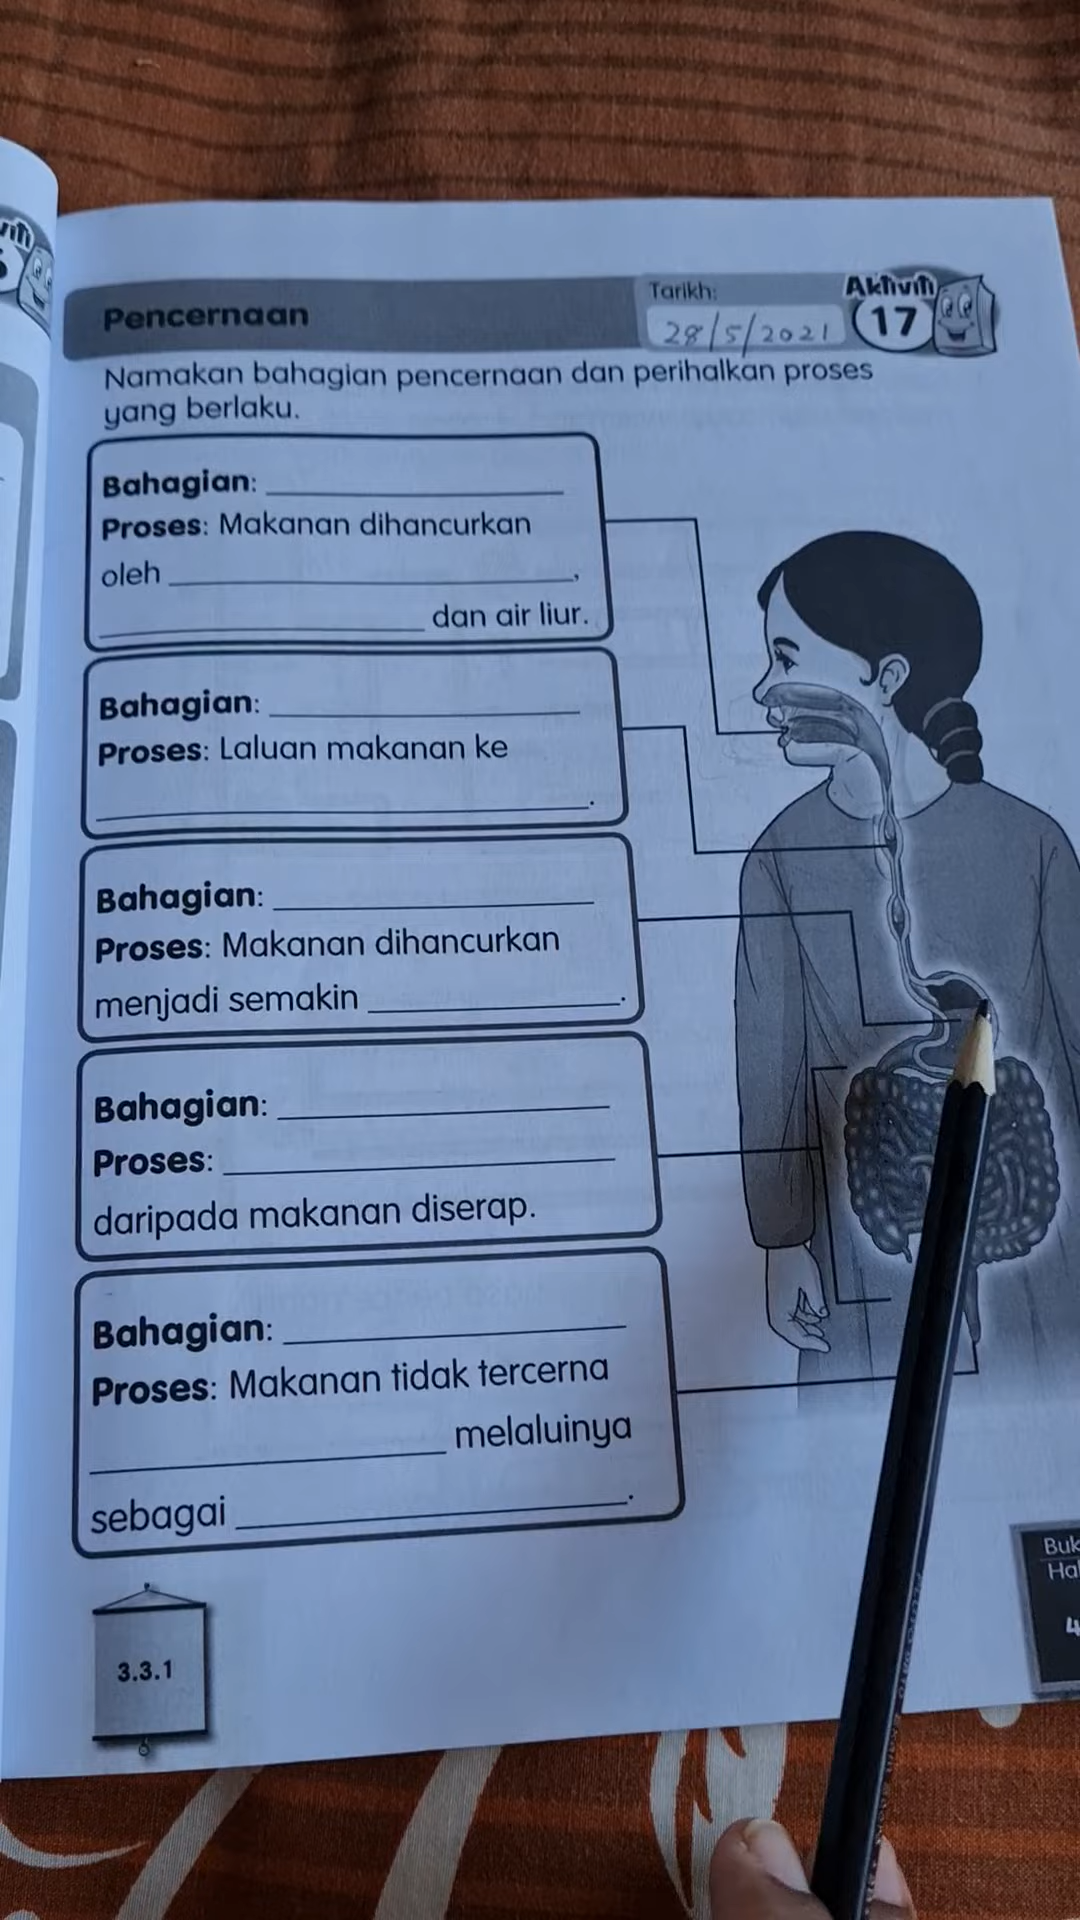 Pencernaan
Tarikh:
28/5/2021
Aktiviti
17
Namakan bahagian pencernaan dan perihalkan proses
yang berlaku.
Bahagian:
Proses: Makanan dihancurkan
oleh ,
dan air liur.
Bahagian:
Proses: Laluan makanan ke
.
Bahagian:
Proses: Makanan dihancurkan
menjadi semakin .
Bahagian:
Proses:
daripada makanan diserap.
Bahagian:
Proses: Makanan tidak tercerna
melaluinya
sebagai .
3.3.1